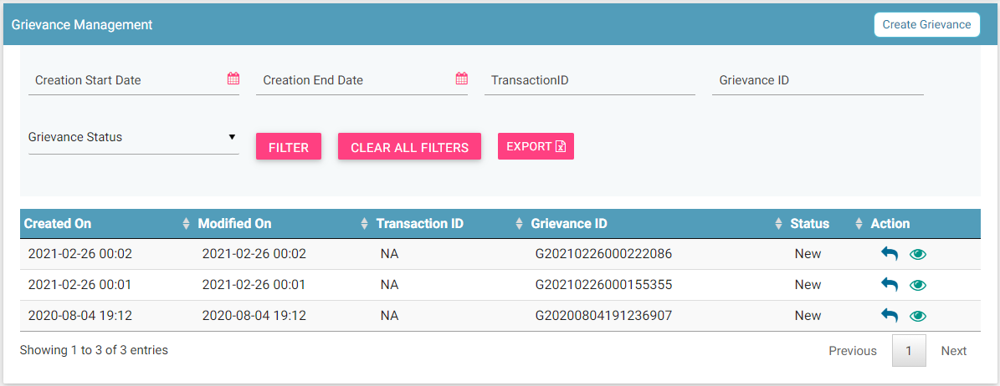 Grievance Management Create Grievance
Creation Start Date Creation End Date TransactionID Grievance ID
Grievance Status FILTER CLEAR ALL FILTERS EXPORT
Created On Modified On Transaction ID Grievance ID Status Action
2021-02-26 00:02 2021-02-26 00:02 NA G20210226000222086 New
2021-02-26 00:01 2021-02-26 00:01 NA G20210226000155355 New
2020-08-04 19:12 2020-08-04 19:12 NA G20200804191236907 New
Showing 1 to 3 of 3 entries Previous 1 Next